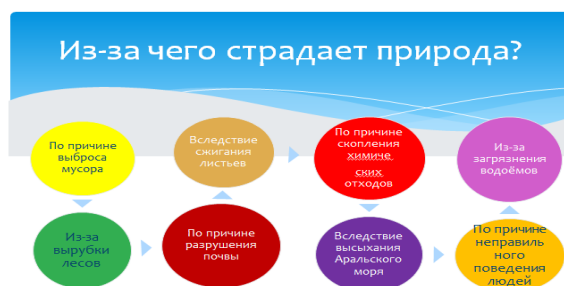 Из-за чего страдает природа?
По причине
выброса
мусора
Из-за
вырубки
лесов
По причине
разрушения
почвы
Вследствие
сжигания
листьев
По причине
скопления
химиче
ских
отходов
Вследствие
высыхания
Аральского
моря
По причине
неправиль
ного
поведения
людей
Из-за
загрязнения
водоёмов